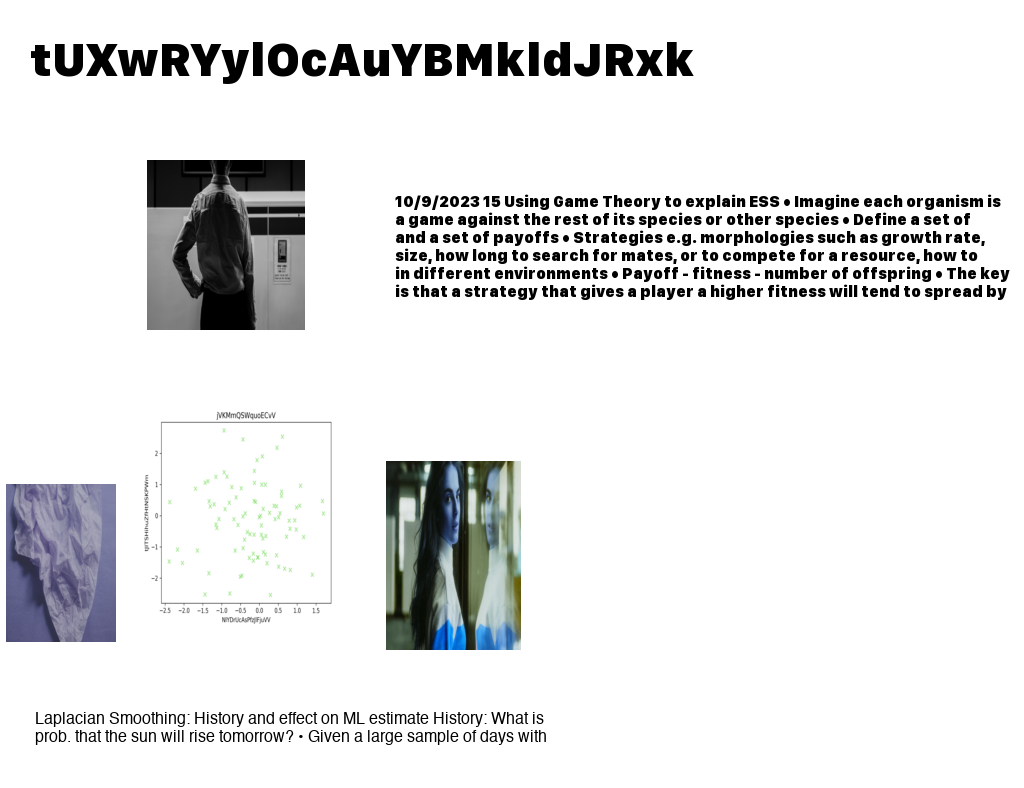 tUXwRYylOcAuYBMkldJRxk
10/9/2023 15 Using Game Theory to explain ESS • Imagine each organism is
a game against the rest of its species or other species • Define a set of
and a set of payoffs • Strategies e.g. morphologies such as growth rate,
size, how long to search for mates, or to compete for a resource, how to
in different environments • Payoff - fitness - number of offspring • The key
is that a strategy that gives a player a higher fitness will tend to spread by
jVKMmQSWquoECvV
2
1
0
−1
−2
−2.5 −2.0 −1.5 −1.0 −0.5 0.0 0.5 1.0 1.5
Laplacian Smoothing: History and effect on ML estimate History: What is
prob. that the sun will rise tomorrow? • Given a large sample of days with